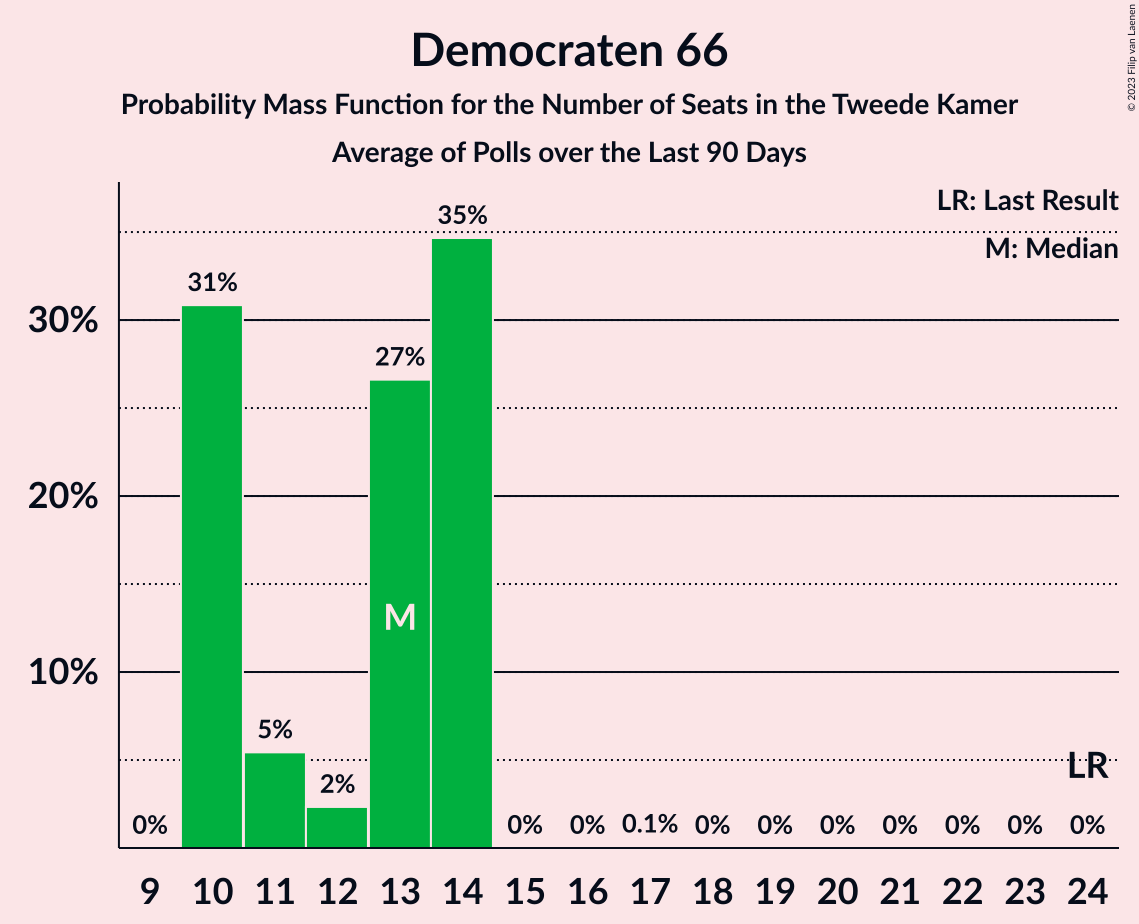 Democraten 66
Probability Mass Function for the Number of Seats in the Tweede Kamer
Average of Polls over the Last 90 Days
© 2023 Filip van Laenen
LR: Last Result
M: Median
35%
31%
30%
27%
20%
M
10%
5%
2%
LR
0% 0% 0% 0.1% 0% 0% 0% 0% 0% 0% 0%
9 10 11 12 13 14 15 16 17 18 19 20 21 22 23 24